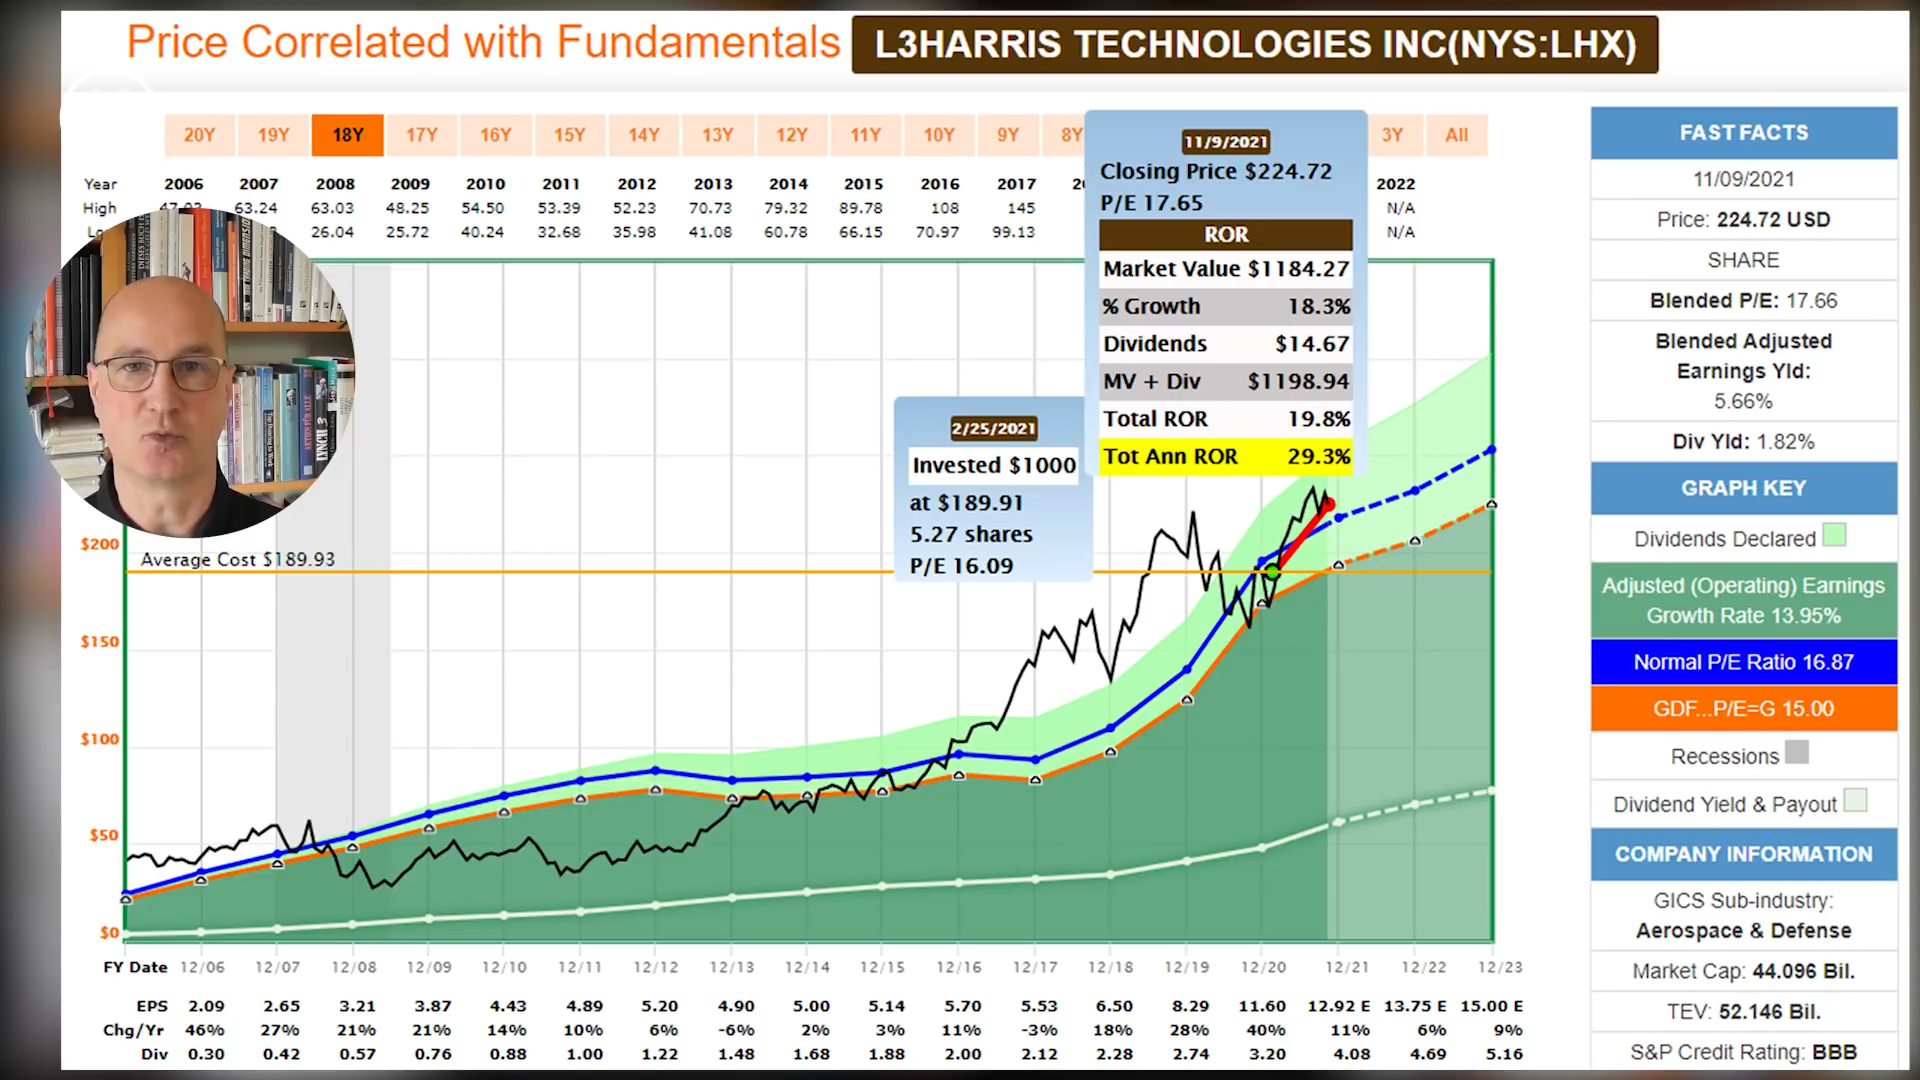 Price Correlated with Fundamentals L3HARRIS TECHNOLOGIES INC(NYS:LHX)
20Y 19Y 18Y 17Y 16Y 15Y 14Y 13Y 12Y 11Y 10Y 9Y 8Y 3Y All
Year 2006 2007 2008 2009 2010 2011 2012 2013 2014 2015 2016 2017 2022
High 63.24 63.03 48.25 54.50 53.39 52.23 70.73 79.32 89.78 108 145 N/A
26.04 25.72 40.24 32.68 35.98 41.08 60.78 66.15 70.97 99.13 N/A
11/9/2021
Closing Price $224.72
P/E 17.65
ROR
Market Value $1184.27
% Growth 18.3%
Dividends $14.67
MV + Div $1198.94
Total ROR 19.8%
Tot Ann ROR 29.3%
2/25/2021
Invested $1000
at $189.91
5.27 shares
P/E 16.09
Average Cost $189.93
$200
$150
$100
$50
$0
FY Date 12/06 12/07 12/08 12/09 12/10 12/11 12/12 12/13 12/14 12/15 12/16 12/17 12/18 12/19 12/20 12/21 12/22 12/23
EPS 2.09 2.65 3.21 3.87 4.43 4.89 5.20 4.90 5.00 5.14 5.70 5.53 6.50 8.29 11.60 12.92 E 13.75 E 15.00 E
Chg/Yr 46% 27% 21% 21% 14% 10% 6% -6% 2% 3% 11% -3% 18% 28% 40% 11% 6% 9%
Div 0.30 0.42 0.57 0.76 0.88 1.00 1.22 1.48 1.68 1.88 2.00 2.12 2.28 2.74 3.20 4.08 4.69 5.16
FAST FACTS
11/09/2021
Price: 224.72 USD
SHARE
Blended P/E: 17.66
Blended Adjusted
Earnings Yld:
5.66%
Div Yld: 1.82%
GRAPH KEY
Dividends Declared
Adjusted (Operating) Earnings
Growth Rate 13.95%
Normal P/E Ratio 16.87
GDF...P/E=G 15.00
Recessions
Dividend Yield & Payout
COMPANY INFORMATION
GICS Sub-industry:
Aerospace & Defense
Market Cap: 44.096 Bil.
TEV: 52.146 Bil.
S&P Credit Rating: BBB